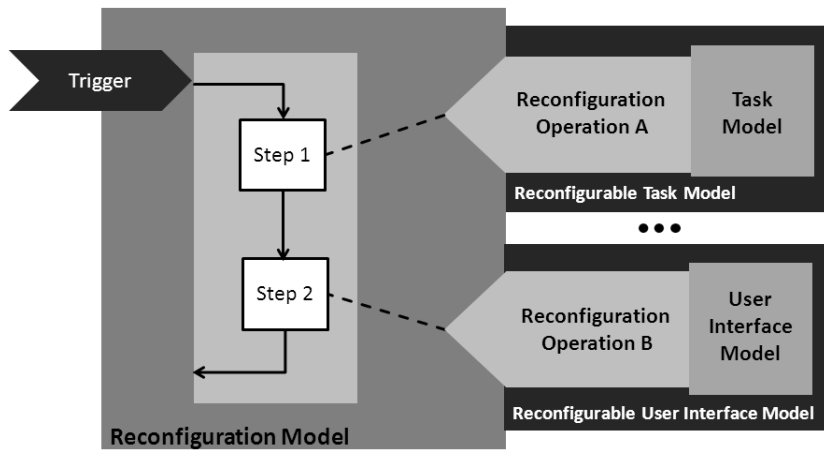 Trigger
Step 1
Step 2
Reconfiguration Model
Reconfiguration
Operation A
Task
Model
Reconfigurable Task Model
Reconfiguration
Operation B
User
Interface
Model
Reconfigurable User Interface Model